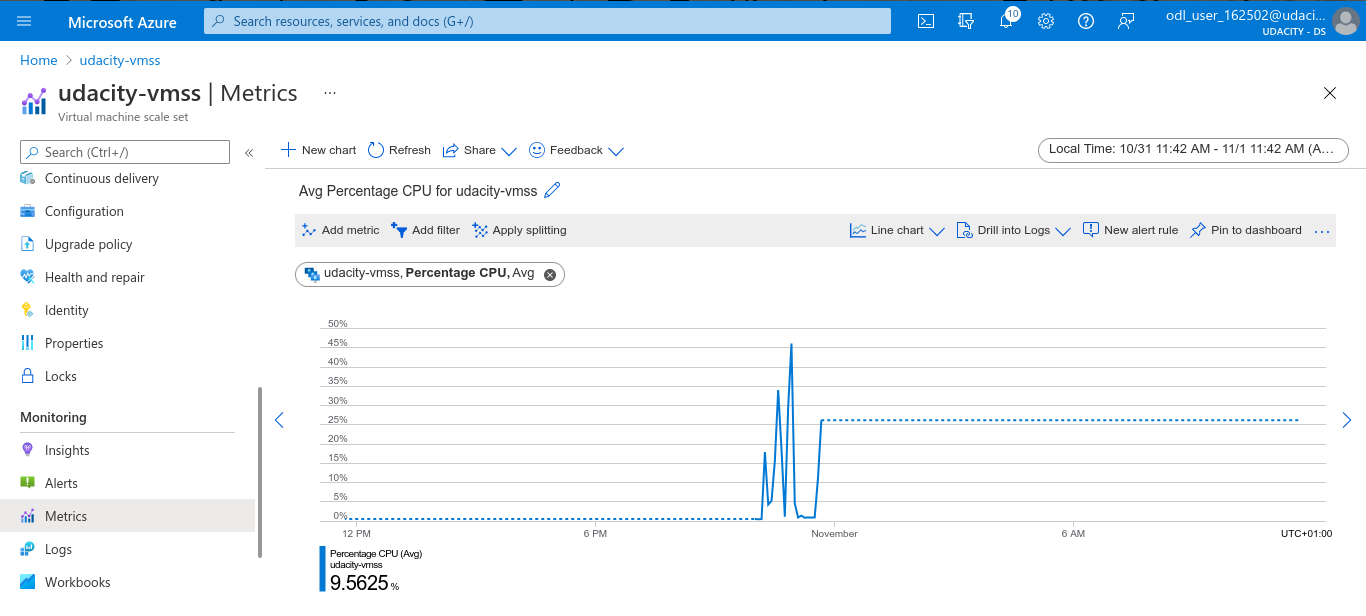 Microsoft Azure
Search resources, services, and docs (G+/)
10
odl_user_162502@udaci...
UDACITY - DS
Home > udacity-vmss
udacity-vmss | Metrics ...
Virtual machine scale set
Search (Ctrl+/)
«
Continuous delivery
Configuration
Upgrade policy
Health and repair
Identity
Properties
Locks
Monitoring
Insights
Alerts
Metrics
Logs
Workbooks
New chart Refresh Share Feedback
Local Time: 10/31 11:42 AM - 11/1 11:42 AM (A...
Avg Percentage CPU for udacity-vmss
Add metric Add filter Apply splitting Line chart Drill into Logs New alert rule Pin to dashboard ...
udacity-vmss, Percentage CPU, Avg
50%
45%
40%
35%
30%
25%
20%
15%
10%
5%
0%
12 PM 6 PM November 6 AM UTC+01:00
Percentage CPU (Avg)
udacity-vmss
9.5625 %